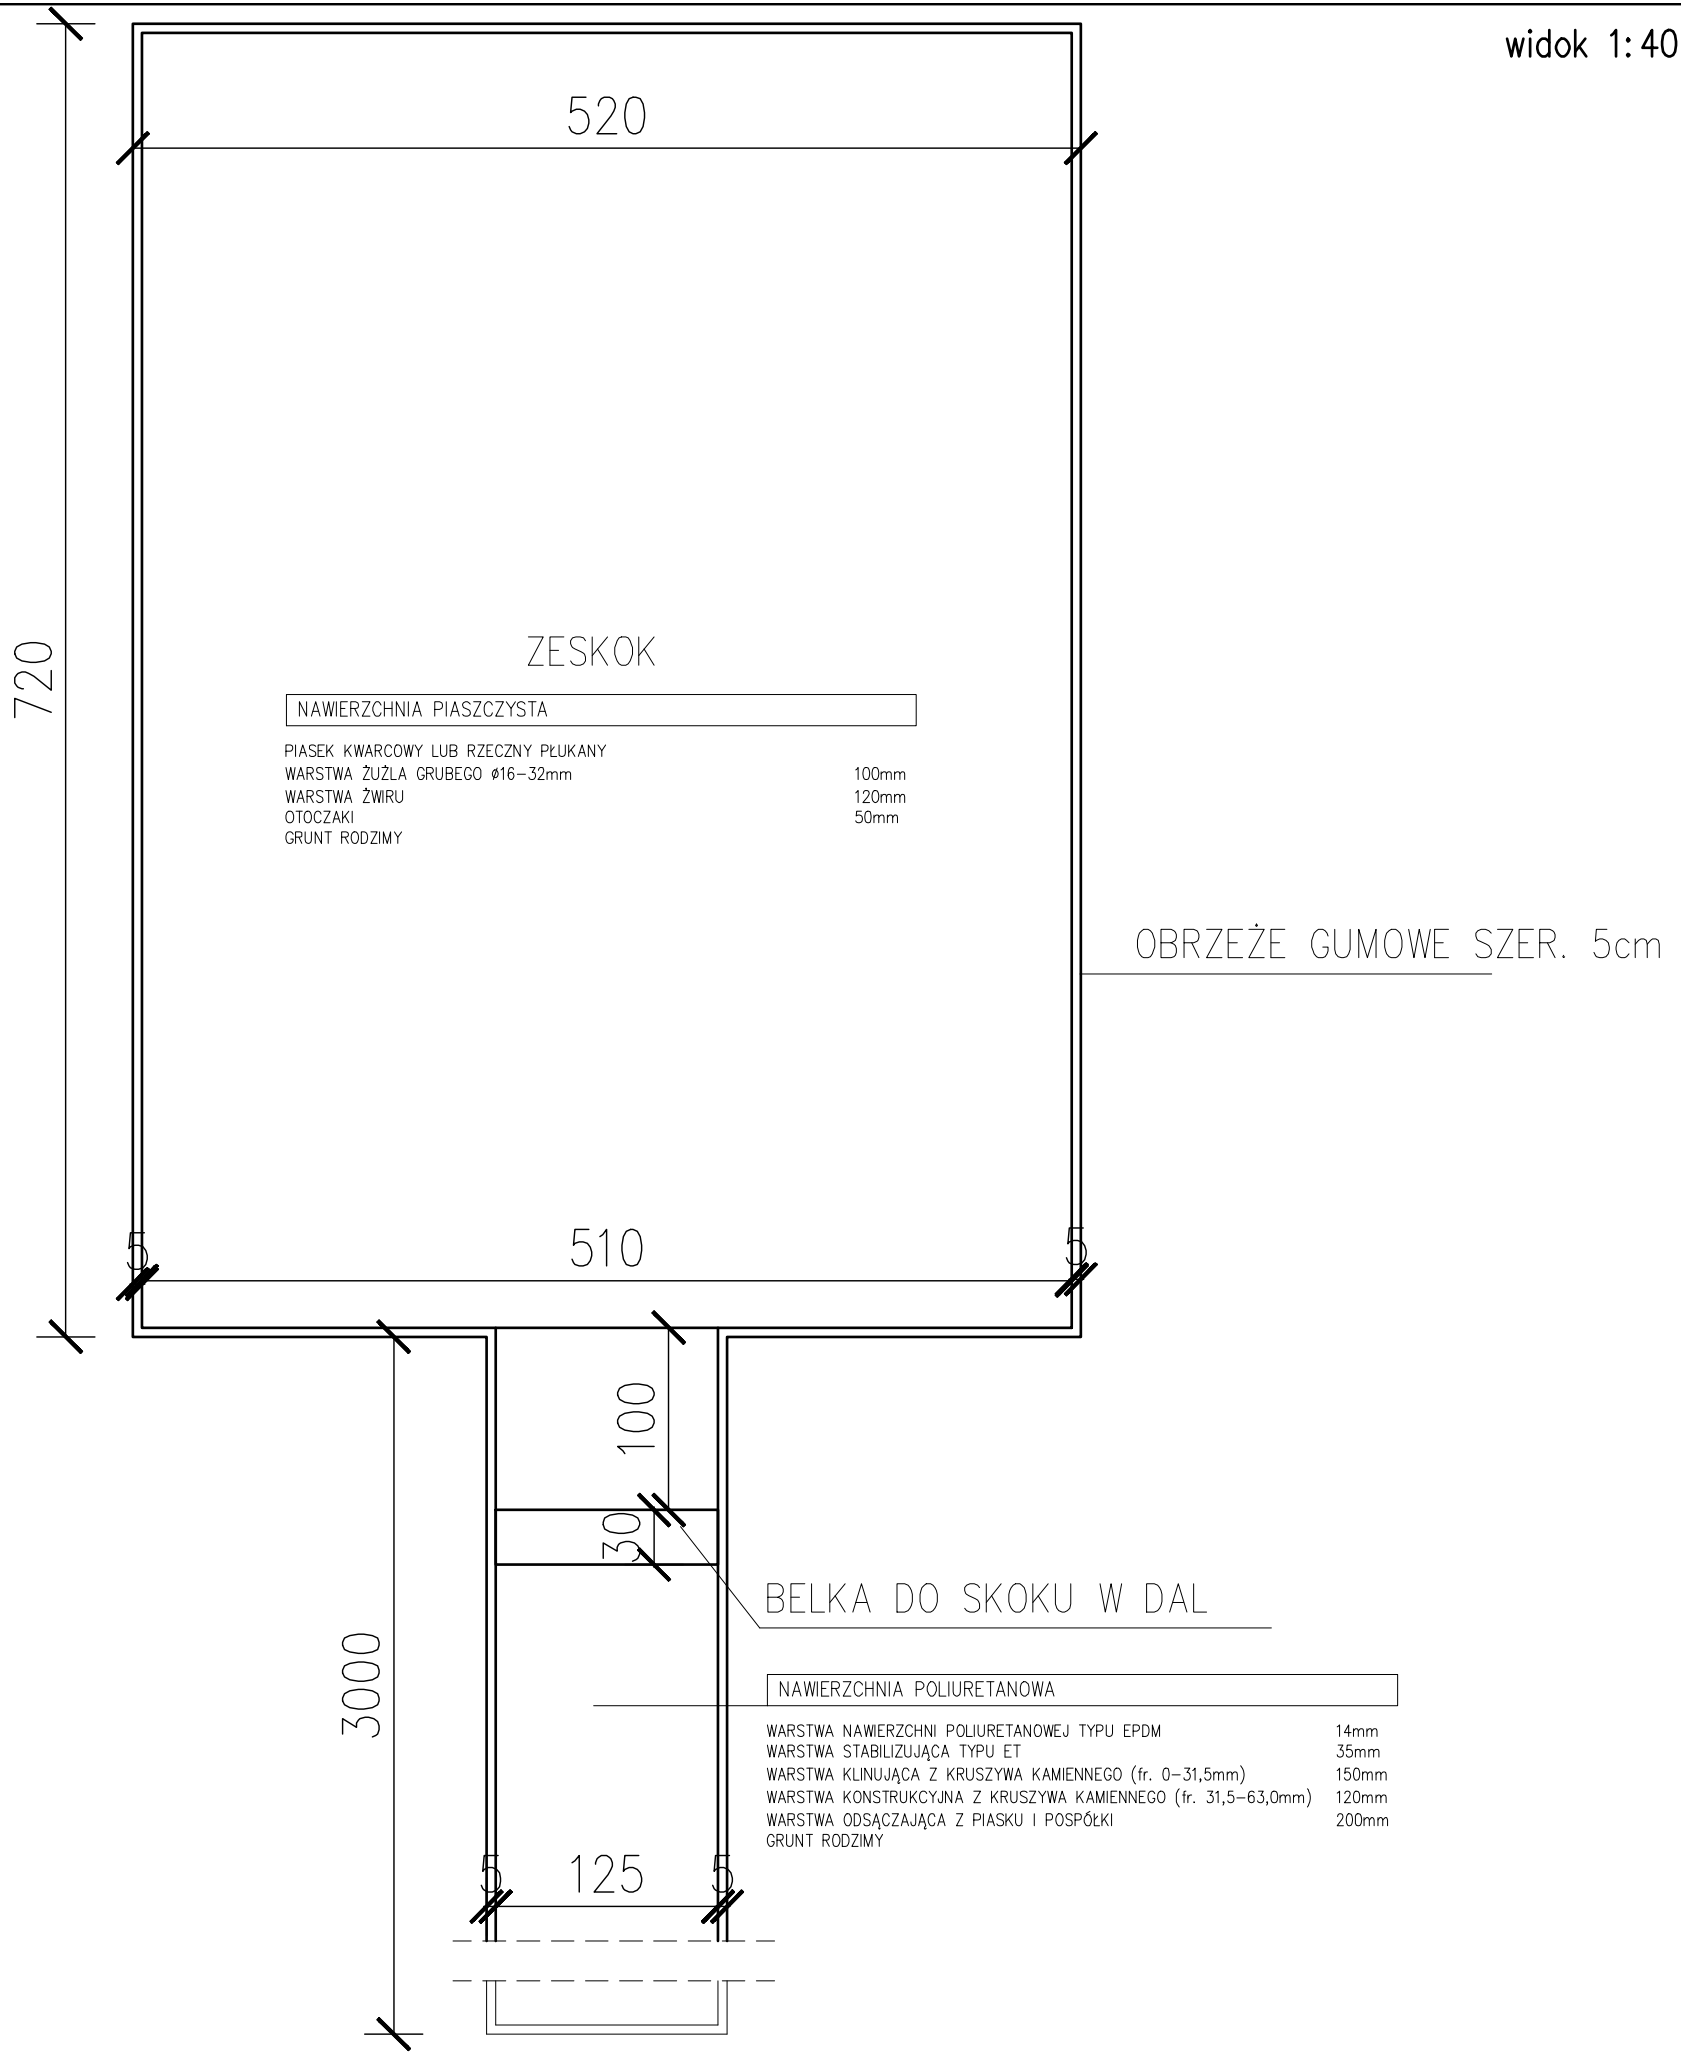 widok 1:40
520
720
ZESKOK
NAWIERZCHNIA PIASZCZYSTA
PIASEK KWARCOWY LUB RZECZNY PŁUKANY
WARSTWA ŻUŻLA GRUBEGO ø16-32mm 100mm
WARSTWA ŻWIRU 120mm
OTOCZAKI 50mm
GRUNT RODZIMY
OBRZEŻE GUMOWE SZER. 5cm
5 510 5
100
30
BELKA DO SKOKU W DAL
3000
NAWIERZCHNIA POLIURETANOWA
WARSTWA NAWIERZCHNI POLIURETANOWEJ TYPU EPDM 14mm
WARSTWA STABILIZUJĄCA TYPU ET 35mm
WARSTWA KLINUJĄCA Z KRUSZYWA KAMIENNEGO (fr. 0-31,5mm) 150mm
WARSTWA KONSTRUKCYJNA Z KRUSZYWA KAMIENNEGO (fr. 31,5-63,0mm) 120mm
WARSTWA ODSĄCZAJĄCA Z PIASKU I POSPÓŁKI 200mm
GRUNT RODZIMY
5 125 5